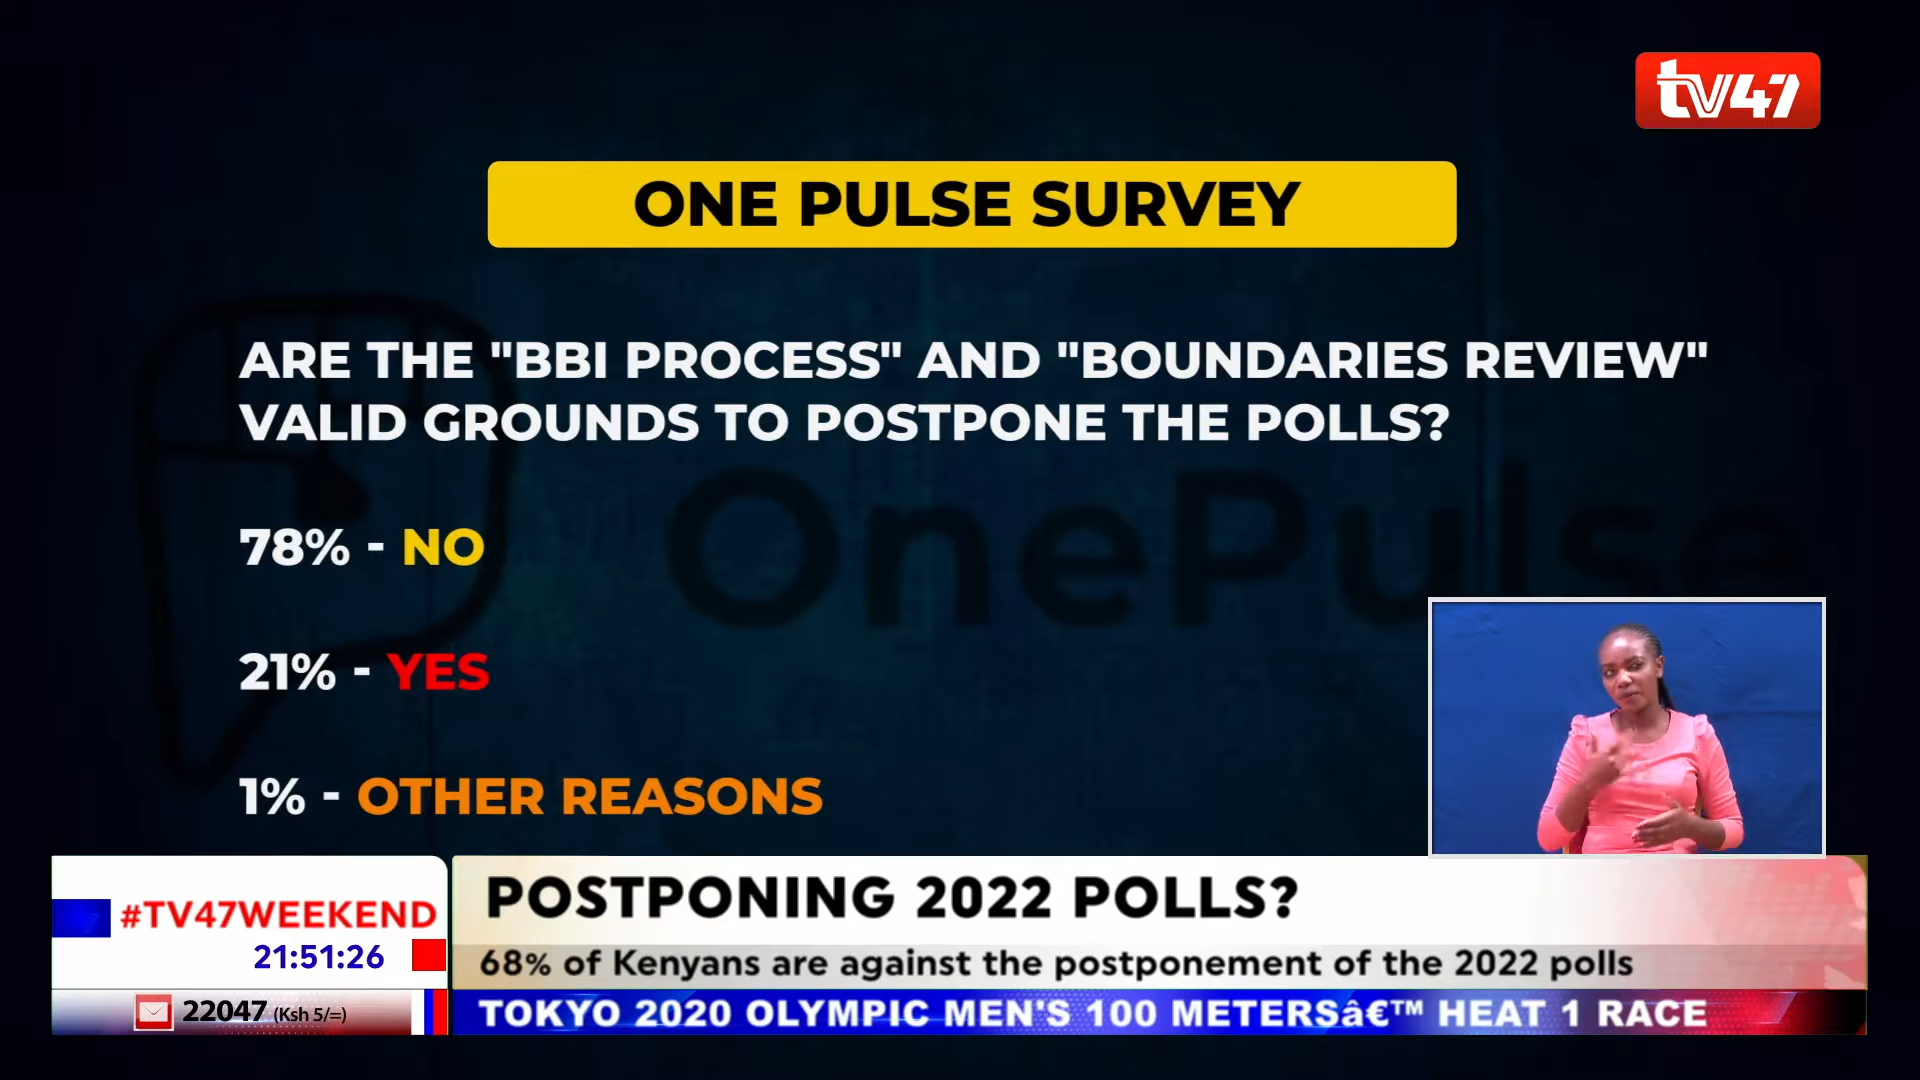 tv47
ONE PULSE SURVEY
ARE THE "BBI PROCESS" AND "BOUNDARIES REVIEW"
VALID GROUNDS TO POSTPONE THE POLLS?
OnePulse
78% - NO
21% - YES
1% - OTHER REASONS
#TV47WEEKEND
21:51:26
22047 (Ksh 5/=)
POSTPONING 2022 POLLS?
68% of Kenyans are against the postponement of the 2022 polls
TOKYO 2020 OLYMPIC MEN'S 100 METERSâ€™ HEAT 1 RACE